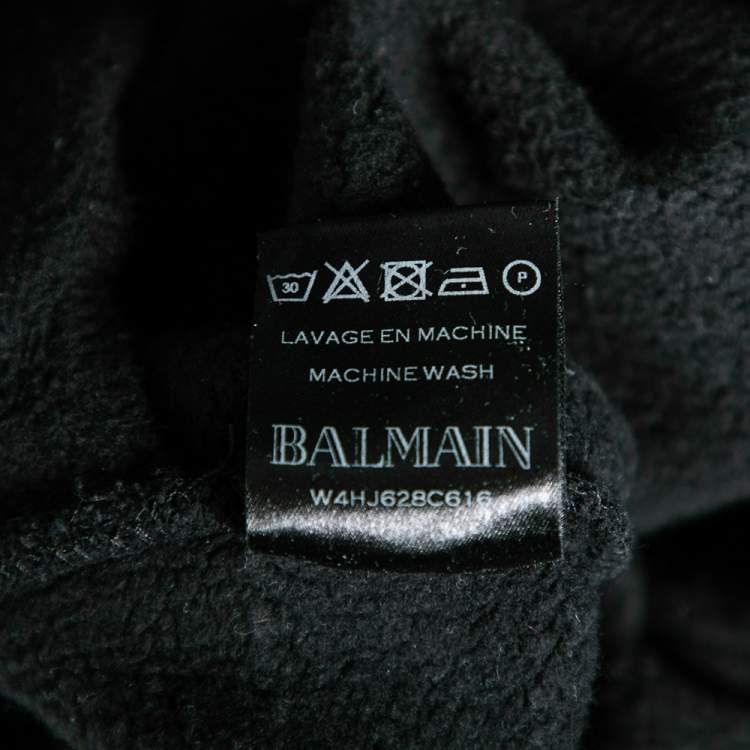 30 P
LAVAGE EN MACHINE
MACHINE WASH
BALMAIN
W4HJ628C616